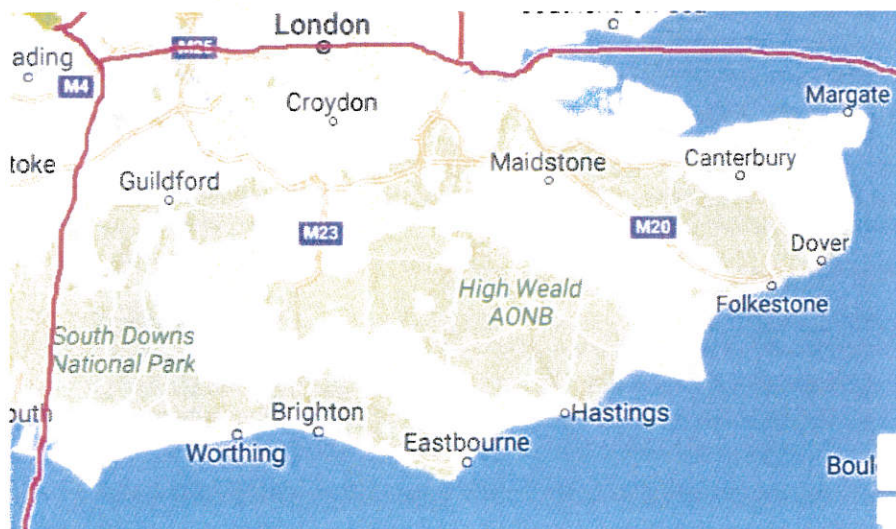 London
M25
ading
M4
Croydon
Margate
toke
Guildford
Maidstone
Canterbury
M23
M20
Dover
High Weald
AONB
Folkestone
South Downs
National Park
outh
Brighton
Hastings
Worthing
Eastbourne
Boul